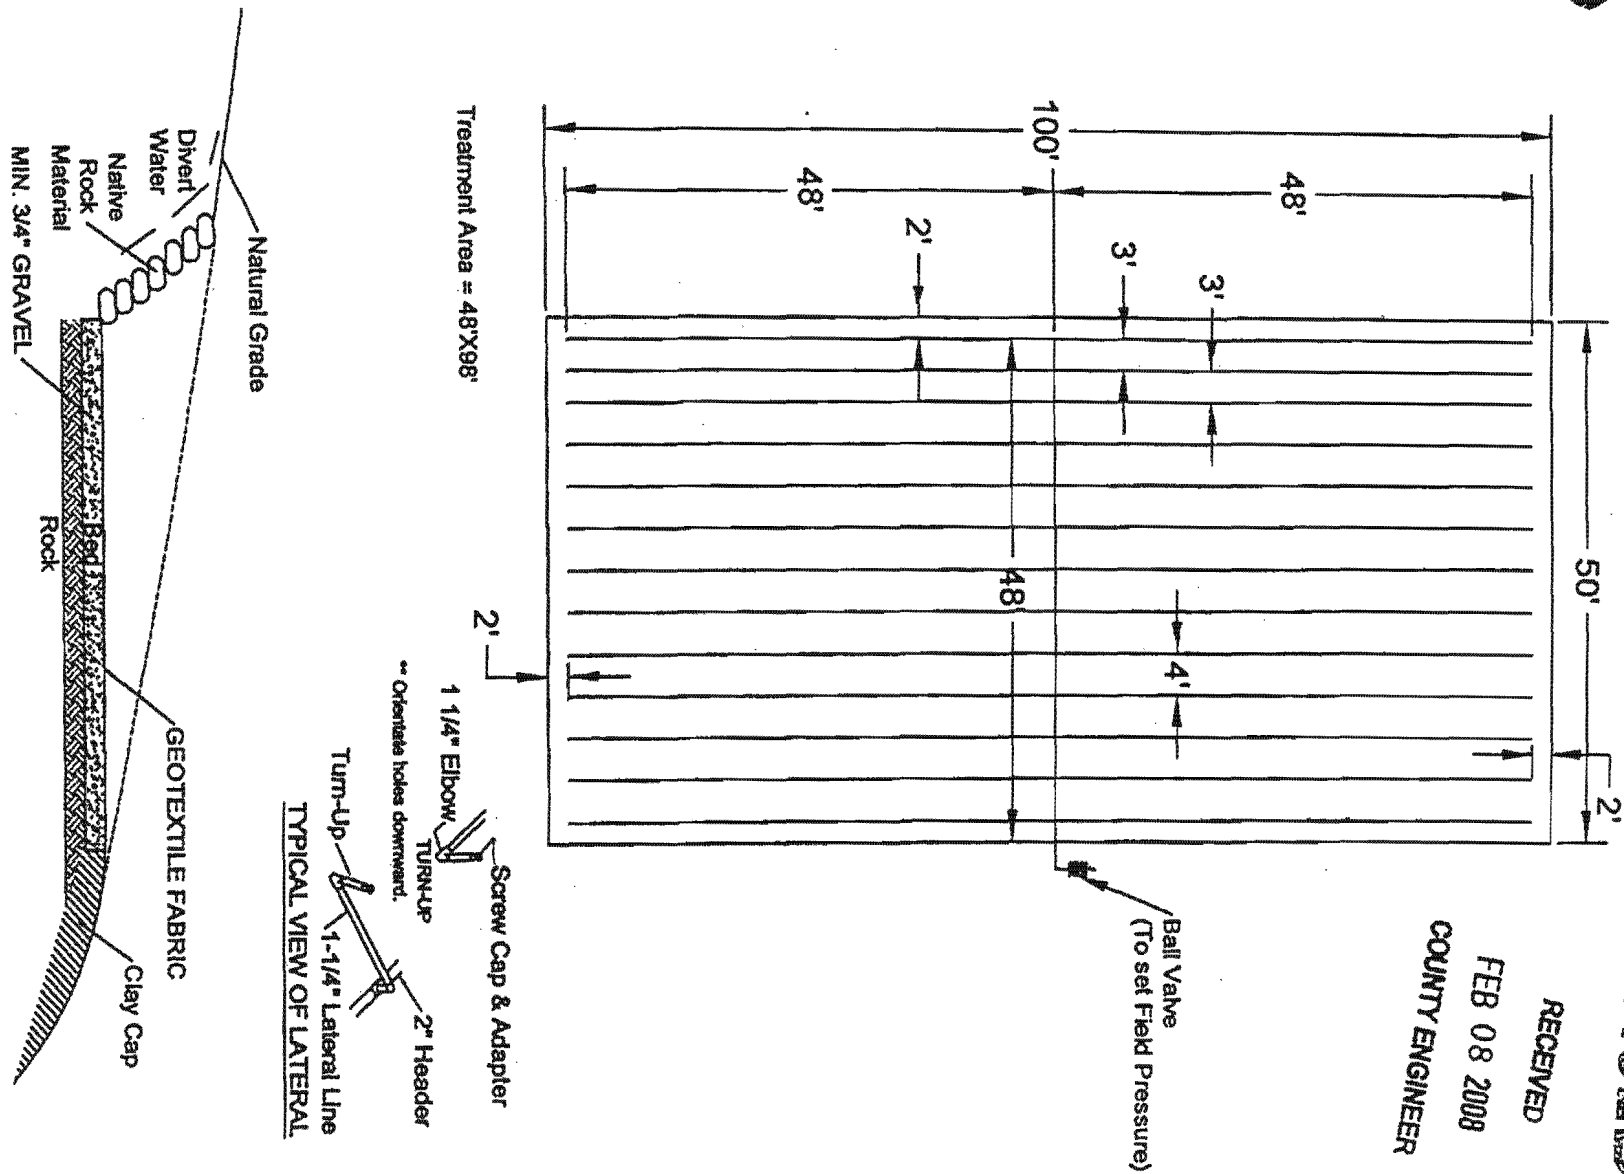 RECEIVED
FEB 08 2008
COUNTY ENGINEER
50'
2'
100'
48'
48'
3'
3'
2'
48'
4'
2'
Ball Valve
(To set Field Pressure)
Treatment Area = 48'X98'
Screw Cap & Adapter
1 1/4" Elbow
TURN-UP
** Orientate holes downward.
2" Header
Turn-Up
1-1/4" Lateral Line
TYPICAL VIEW OF LATERAL
Natural Grade
Divert
Water
Native
Rock
Material
MIN. 3/4" GRAVEL
Bed
Rock
GEOTEXTILE FABRIC
Clay Cap